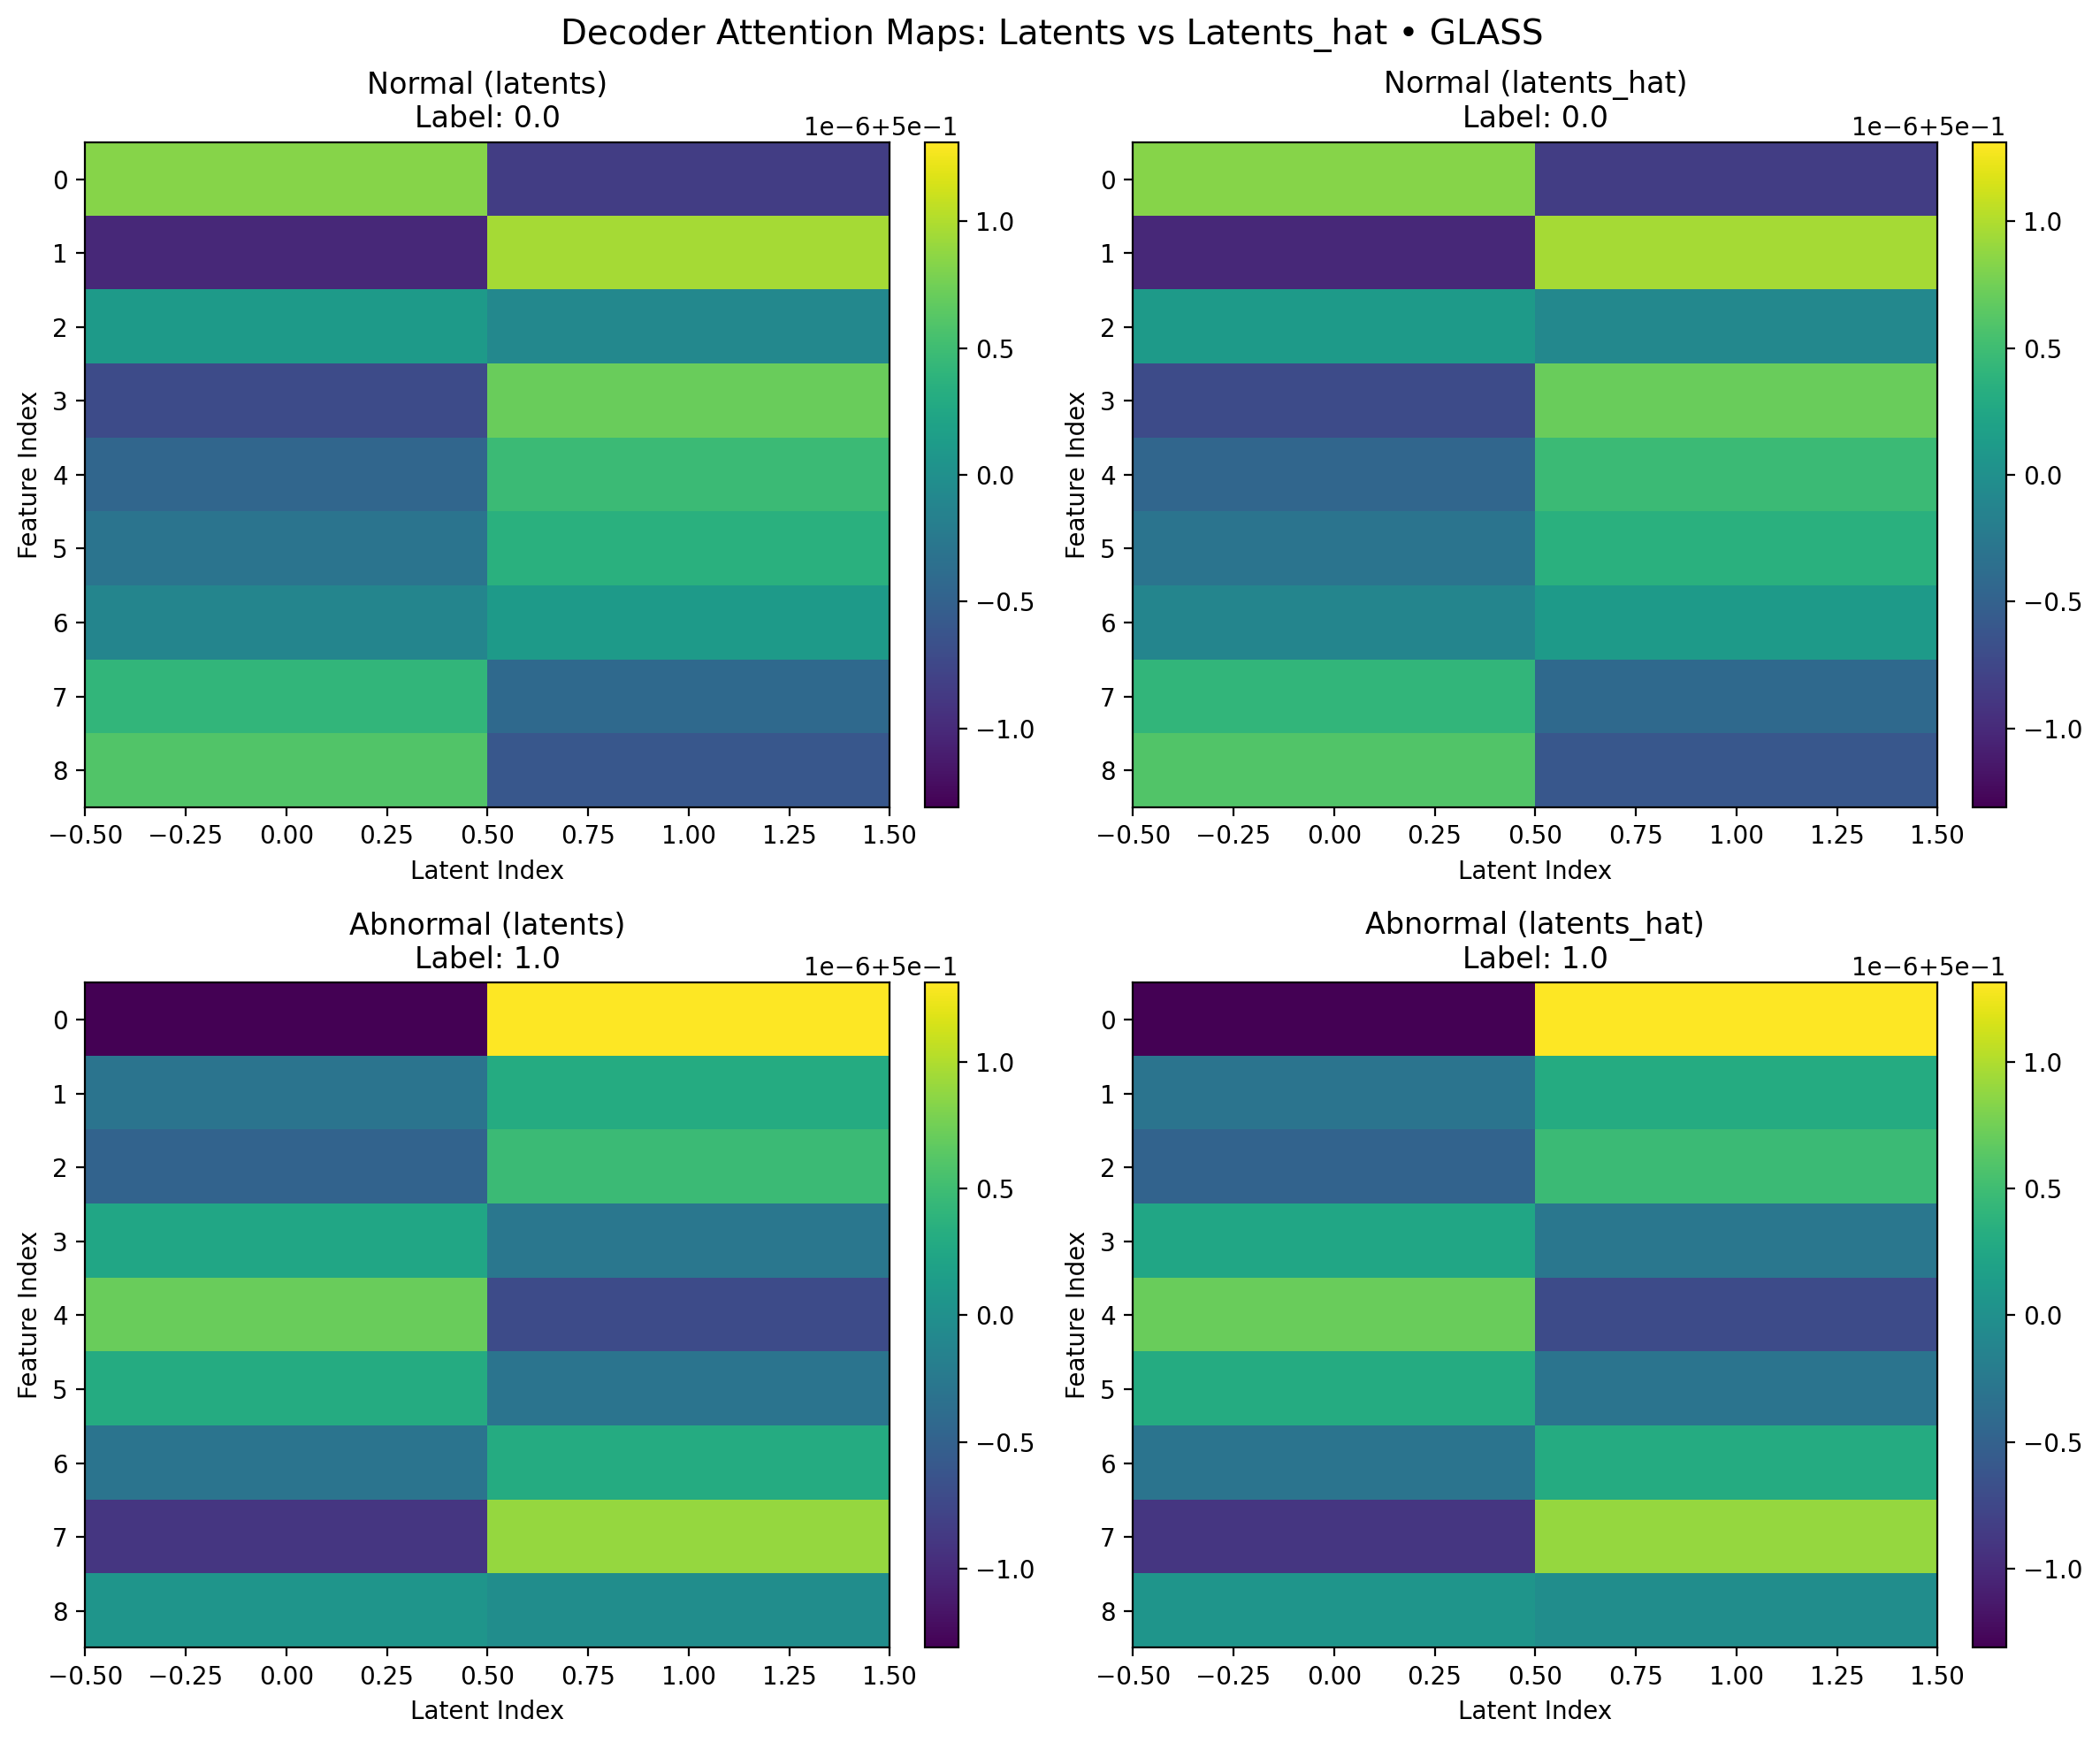 Decoder Attention Maps: Latents vs Latents_hat • GLASS
Normal (latents)
Label: 0.0
1e−6+5e−1
0
1
2
3
4
5
6
7
8
Feature Index
−0.50 −0.25 0.00 0.25 0.50 0.75 1.00 1.25 1.50
Latent Index
1.0
0.5
0.0
−0.5
−1.0
Normal (latents_hat)
Label: 0.0
1e−6+5e−1
0
1
2
3
4
5
6
7
8
Feature Index
−0.50 −0.25 0.00 0.25 0.50 0.75 1.00 1.25 1.50
Latent Index
1.0
0.5
0.0
−0.5
−1.0
Abnormal (latents)
Label: 1.0
1e−6+5e−1
0
1
2
3
4
5
6
7
8
Feature Index
−0.50 −0.25 0.00 0.25 0.50 0.75 1.00 1.25 1.50
Latent Index
1.0
0.5
0.0
−0.5
−1.0
Abnormal (latents_hat)
Label: 1.0
1e−6+5e−1
0
1
2
3
4
5
6
7
8
Feature Index
−0.50 −0.25 0.00 0.25 0.50 0.75 1.00 1.25 1.50
Latent Index
1.0
0.5
0.0
−0.5
−1.0